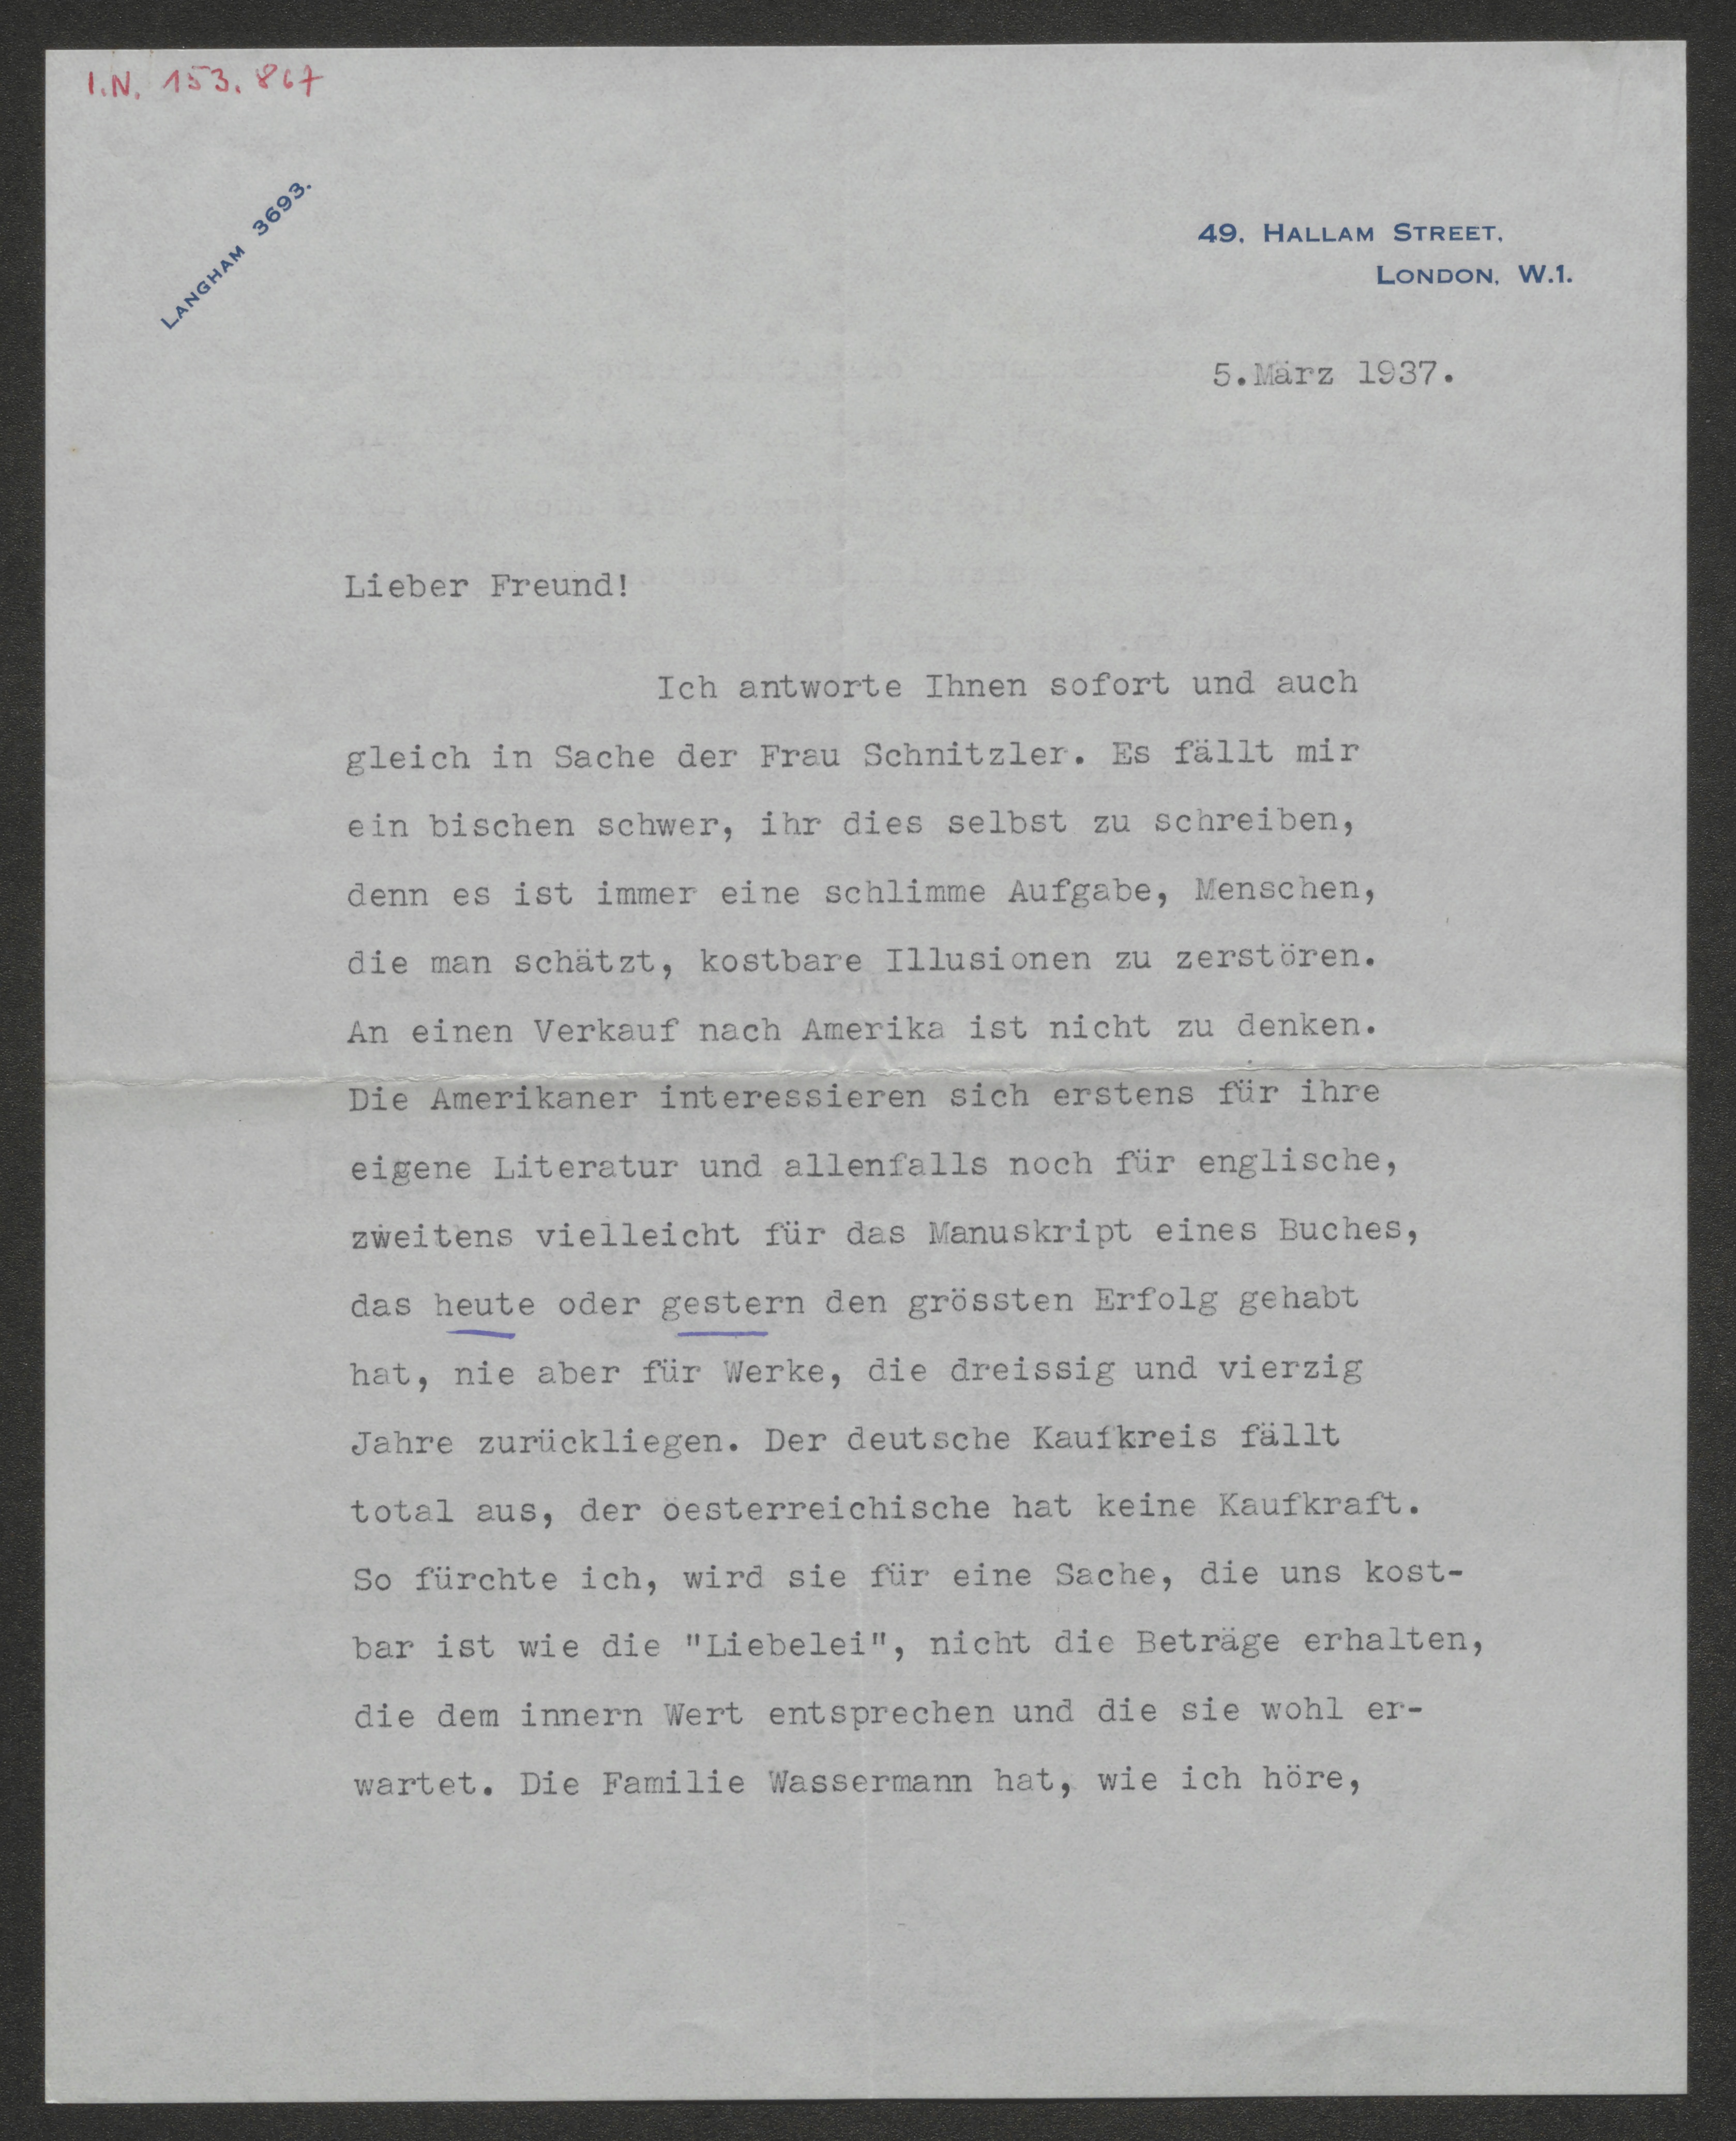 I.N. 153.867
LANGHAM 3693.
49, HALLAM STREET,
LONDON, W.1.
5.März 1937.
Lieber Freund!
Ich antworte Ihnen sofort und auch
gleich in Sache der Frau Schnitzler. Es fällt mir
ein bischen schwer, ihr dies selbst zu schreiben,
denn es ist immer eine schlimme Aufgabe, Menschen,
die man schätzt, kostbare Illusionen zu zerstören.
An einen Verkauf nach Amerika ist nicht zu denken.
Die Amerikaner interessieren sich erstens für ihre
eigene Literatur und allenfalls noch für englische,
zweitens vielleicht für das Manuskript eines Buches,
das heute oder gestern den grössten Erfolg gehabt
hat, nie aber für Werke, die dreissig und vierzig
Jahre zurückliegen. Der deutsche Kaufkreis fällt
total aus, der öesterreichische hat keine Kaufkraft.
So fürchte ich, wird sie für eine Sache, die uns kost-
bar ist wie die "Liebelei", nicht die Beträge erhalten,
die dem innern Wert entsprechen und die sie wohl er-
wartet. Die Familie Wassermann hat, wie ich höre,